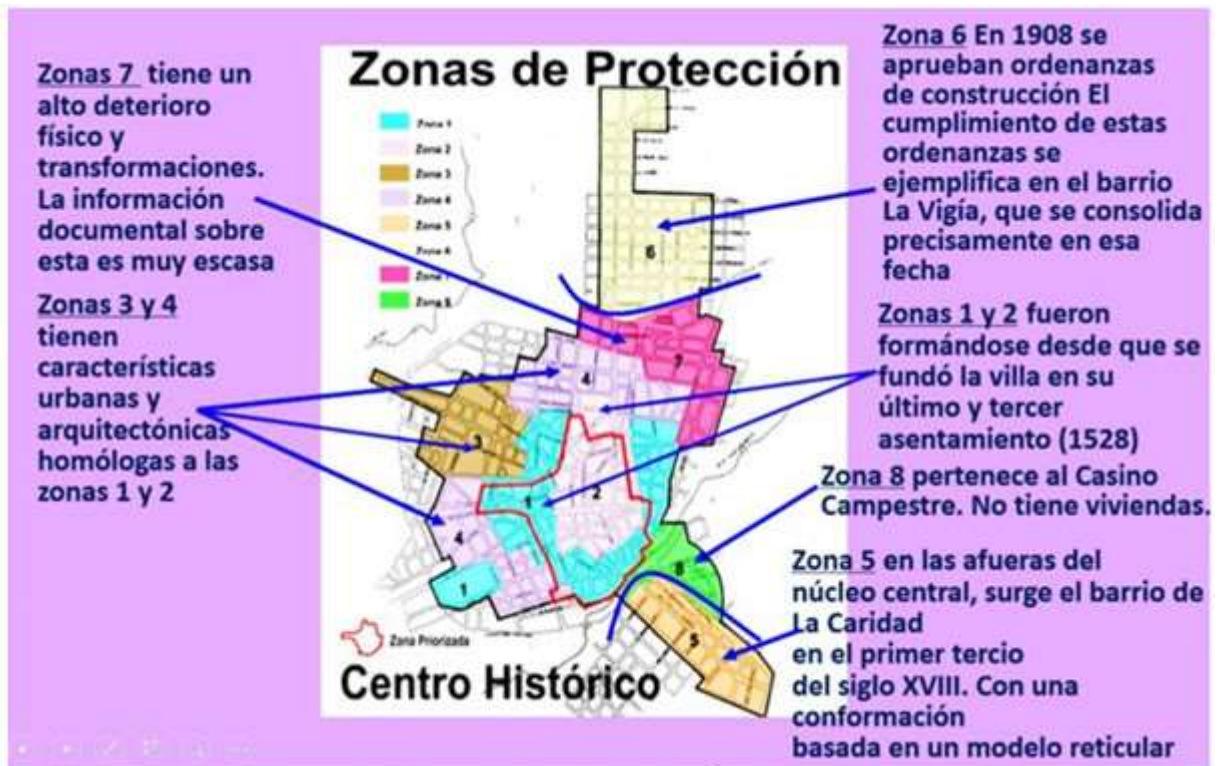 Zonas 7 tiene un
alto deterioro
físico y
transformaciones.
La información
documental sobre
esta es muy escasa
Zonas 3 y 4
tienen
características
urbanas y
arquitectónicas
homólogas a las
zonas 1 y 2
Zonas de Protección
Zona 1
Zona 2
Zona 3
Zona 4
Zona 5
Zona 6
Zona
Zona 8
6
7
4
3
1
2
4
1
8
5
Zona Priorizada
Centro Histórico
Zona 6 En 1908 se
aprueban ordenanzas
de construcción El
cumplimiento de estas
ordenanzas se
ejemplifica en el barrio
La Vigía, que se consolida
precisamente en esa
fecha
Zonas 1 y 2 fueron
formándose desde que se
fundó la villa en su
último y tercer
asentamiento (1528)
Zona 8 pertenece al Casino
Campestre. No tiene viviendas.
Zona 5 en las afueras del
núcleo central, surge el barrio de
La Caridad
en el primer tercio
del siglo XVIII. Con una
conformación
basada en un modelo reticular